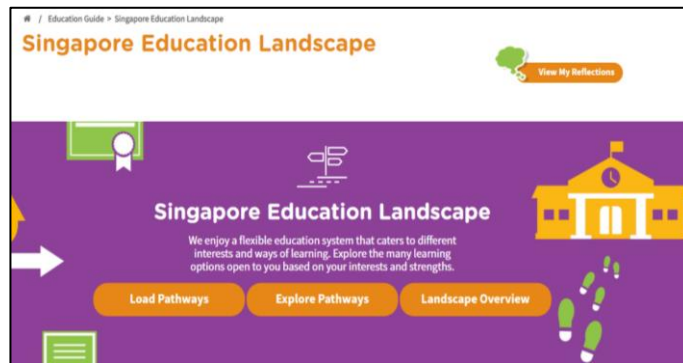 / Education Guide > Singapore Education Landscape
Singapore Education Landscape
View My Reflections
Singapore Education Landscape
We enjoy a flexible education system that caters to different
interests and ways of learning. Explore the many learning
options open to you based on your interests and strengths.
Load Pathways
Explore Pathways
Landscape Overview